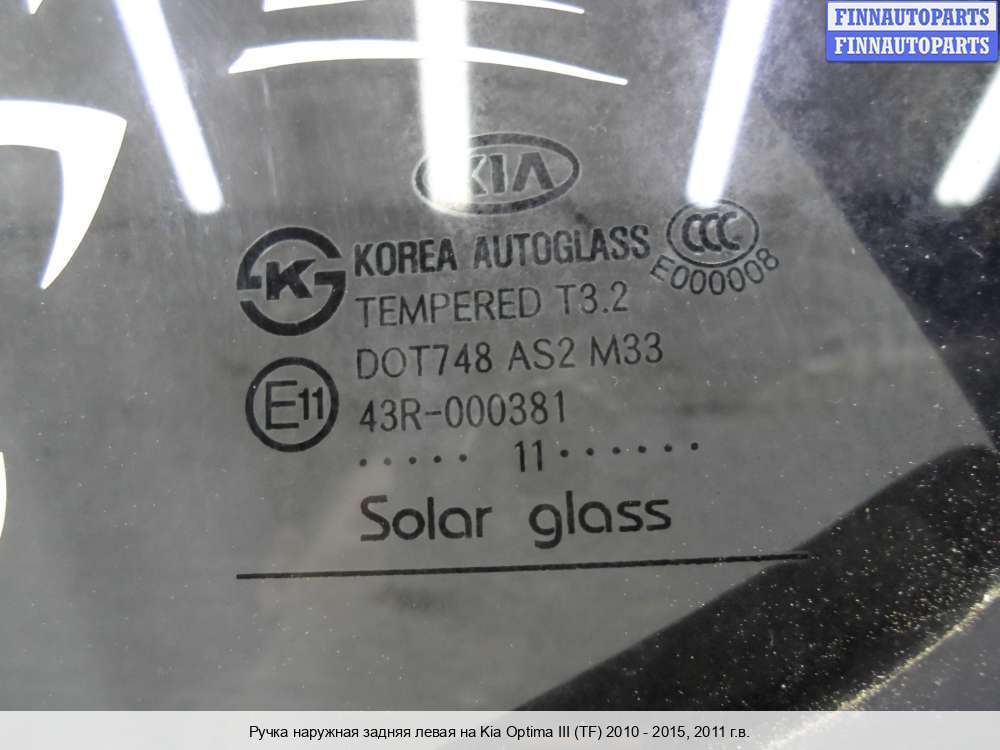 FINNAUTOPARTS
FINNAUTOPARTS
KIA
KOREA AUTOGLASS
CCC
E000008
K
TEMPERED T3.2
DOT748 AS2 M33
E11
43R-000381
..... 11 ......
Solar glass
Ручка наружная задняя левая на Kia Optima III (TF) 2010 - 2015, 2011 г.в.